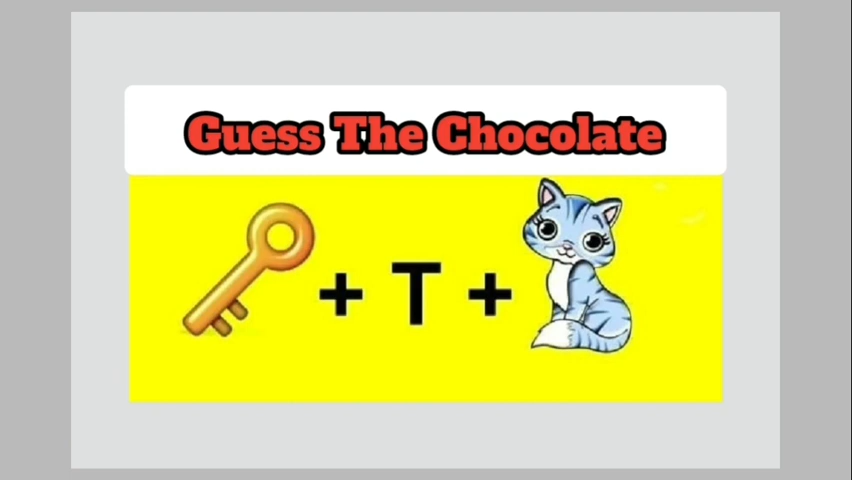 Guess The Chocolate
+ T +